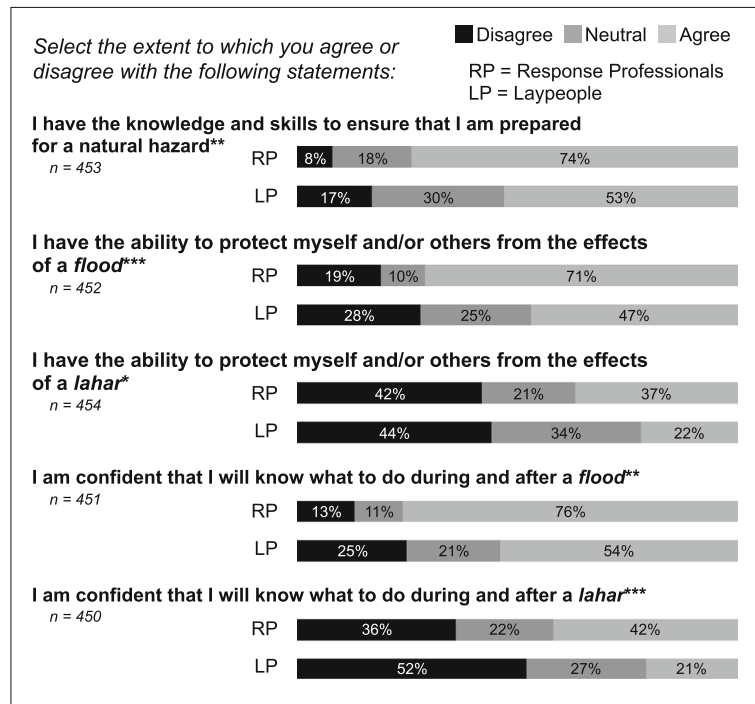 Select the extent to which you agree or
disagree with the following statements:
Disagree Neutral Agree
RP = Response Professionals
LP = Laypeople
I have the knowledge and skills to ensure that I am prepared
for a natural hazard**
n = 453
RP 8% 18% 74%
LP 17% 30% 53%
I have the ability to protect myself and/or others from the effects
of a flood***
n = 452
RP 19% 10% 71%
LP 28% 25% 47%
I have the ability to protect myself and/or others from the effects
of a lahar*
n = 454
RP 42% 21% 37%
LP 44% 34% 22%
I am confident that I will know what to do during and after a flood**
n = 451
RP 13% 11% 76%
LP 25% 21% 54%
I am confident that I will know what to do during and after a lahar***
n = 450
RP 36% 22% 42%
LP 52% 27% 21%